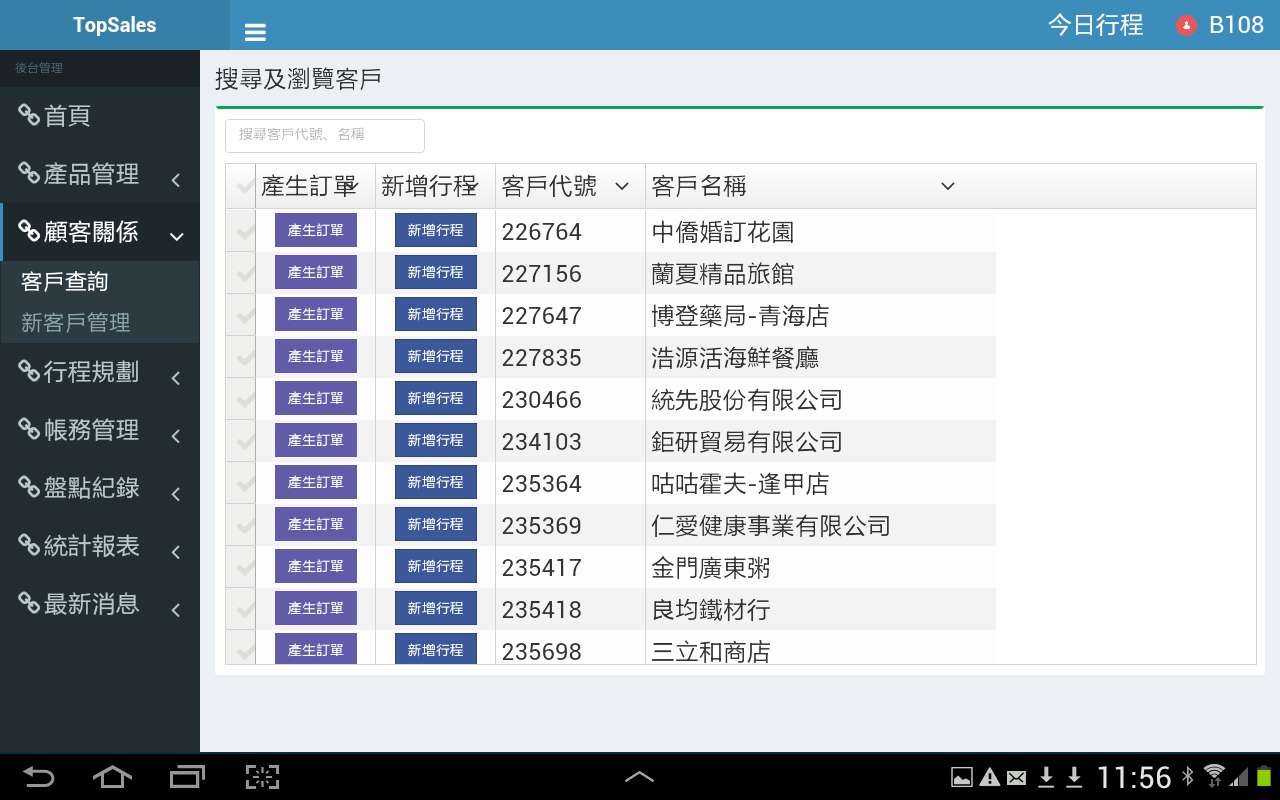 TopSales
今日行程 B108
後台管理
首頁
產品管理
顧客關係
客戶查詢
新客戶管理
行程規劃
帳務管理
盤點紀錄
統計報表
最新消息
搜尋及瀏覽客戶
搜尋客戶代號、名稱
產生訂單 新增行程 客戶代號 客戶名稱
產生訂單 新增行程 226764 中僑婚訂花園
產生訂單 新增行程 227156 蘭夏精品旅館
產生訂單 新增行程 227647 博登藥局-青海店
產生訂單 新增行程 227835 浩源活海鮮餐廳
產生訂單 新增行程 230466 統先股份有限公司
產生訂單 新增行程 234103 鉅研貿易有限公司
產生訂單 新增行程 235364 咕咕霍夫-逢甲店
產生訂單 新增行程 235369 仁愛健康事業有限公司
產生訂單 新增行程 235417 金門廣東粥
產生訂單 新增行程 235418 良均鐵材行
產生訂單 新增行程 235698 三立和商店
11:56